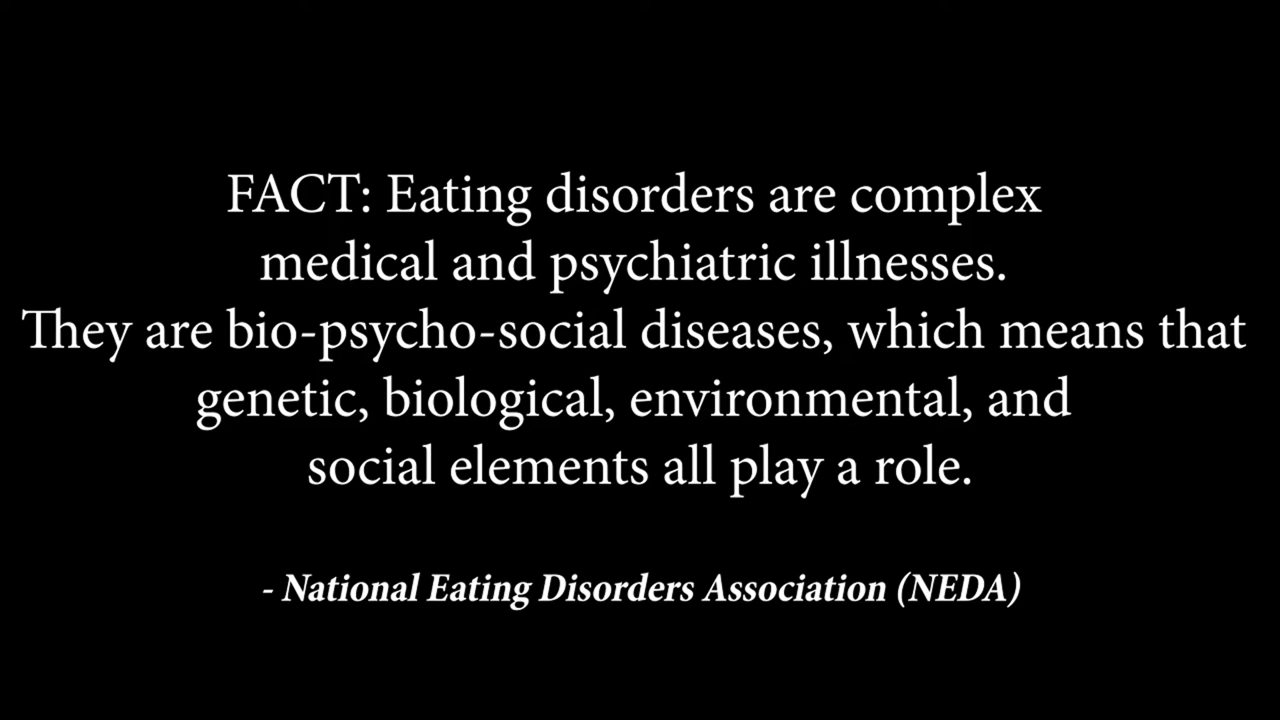 FACT: Eating disorders are complex
medical and psychiatric illnesses.
They are bio-psycho-social diseases, which means that
genetic, biological, environmental, and
social elements all play a role.
- National Eating Disorders Association (NEDA)